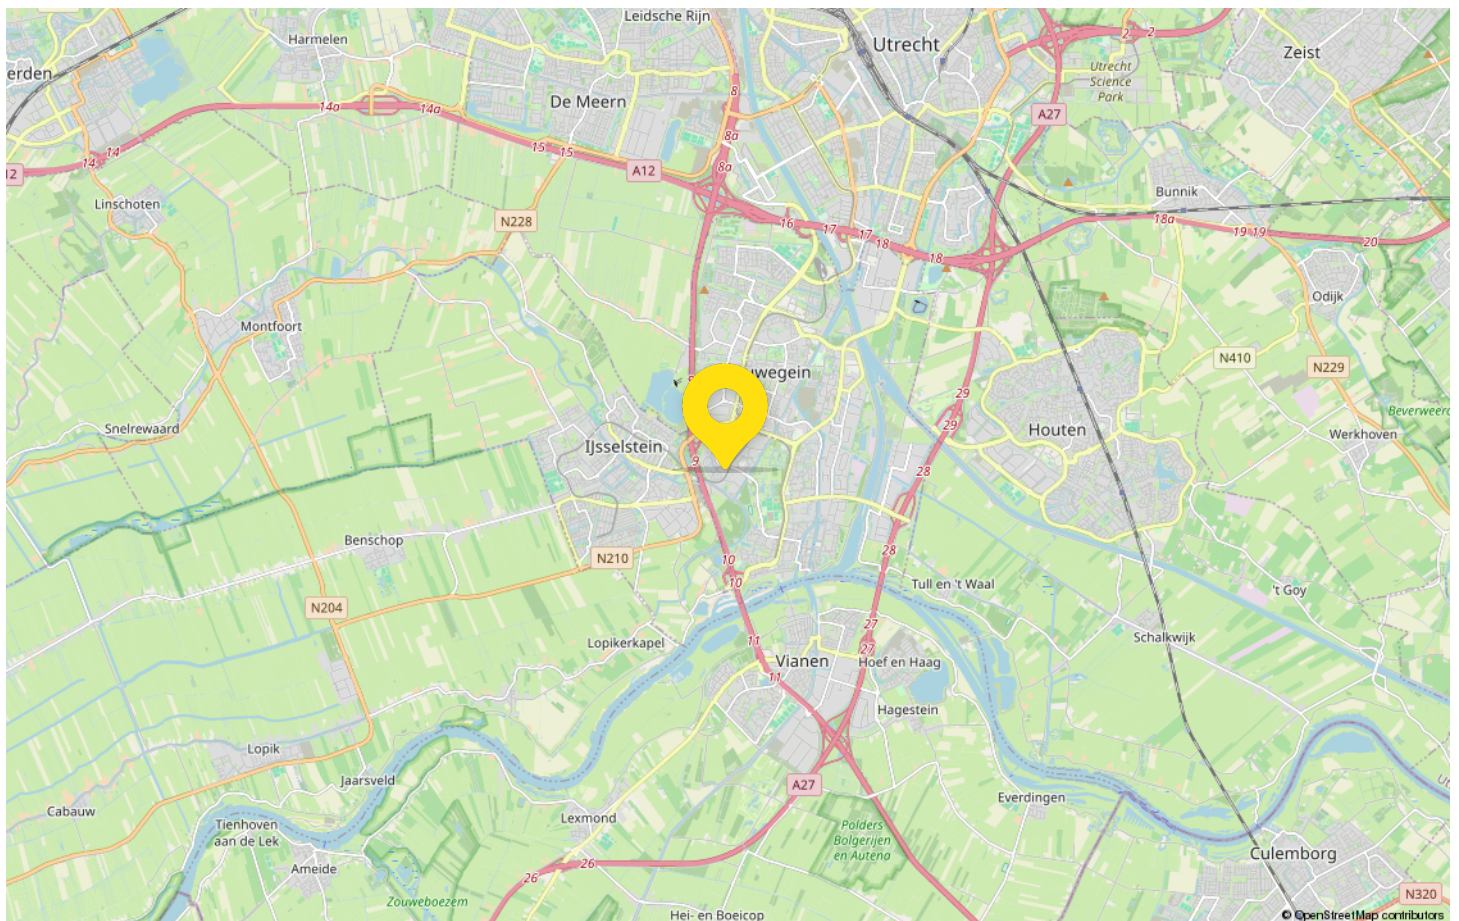 Leidsche Rijn
Harmelen
Utrecht
Zeist
erden
De Meern
Utrecht
Science
Park
2
2
8
14a
14a
A27
8a
15
15
14
14
8a
12
A12
Bunnik
Linschoten
N228
16
17
17
18
18
18a
19
19
20
Odijk
Montfoort
N410
N229
wegein
29
29
Beverweerd
Snelrewaard
Houten
Werkhoven
IJsselstein
9
28
Benschop
N210
10
10
28
Tull en 't Waal
't Goy
N204
27
27
Schalkwijk
Lopikerkapel
11
11
Vianen
Hoef en Haag
Hagestein
Lopik
Jaarsveld
A27
Everdingen
Cabauw
Lexmond
Tienhoven
aan de Lek
Polders
Bolgerijen
en Autena
Culemborg
Ameide
26
26
Zouweboezem
N320
Hei- en Boeicop
© OpenStreetMap contributors